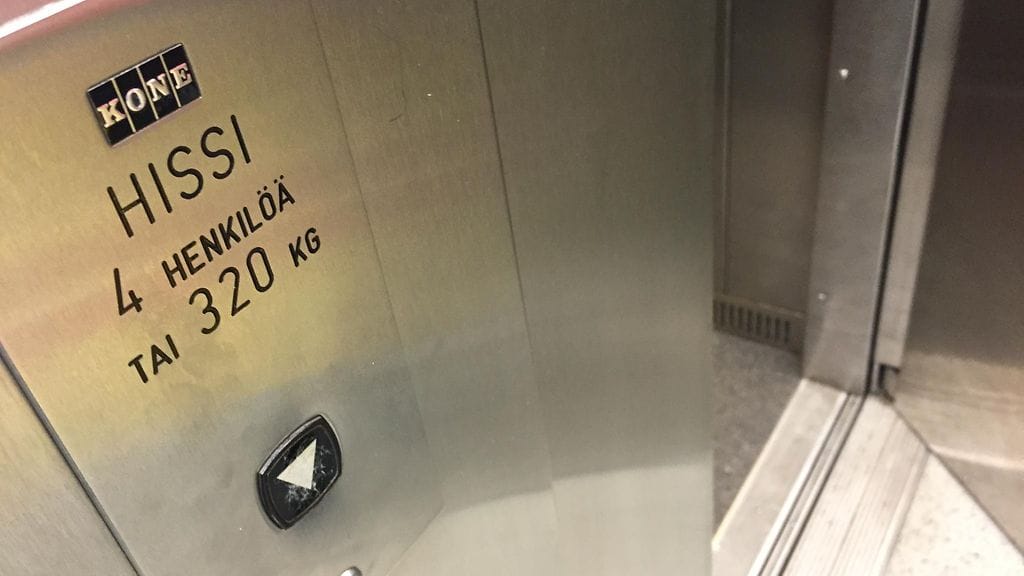 KONE
HISSI
4 HENKILÖÄ
TAI 320 KG